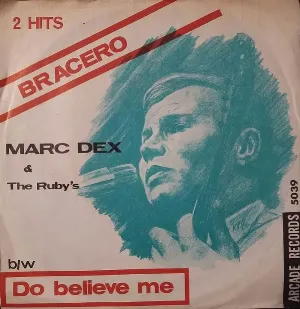 2 HITS
BRACERO
MARC DEX
&
The Ruby's
b/w
Do believe me
ARCADE RECORDS 5039